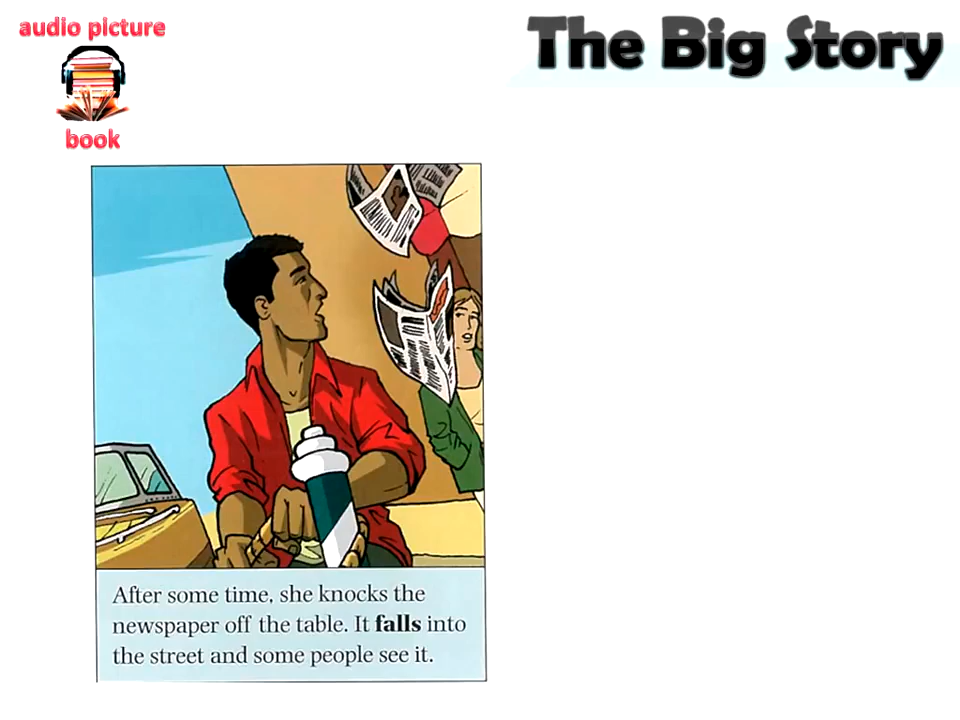 audio picture
book
The Big Story
After some time, she knocks the
newspaper off the table. It falls into
the street and some people see it.